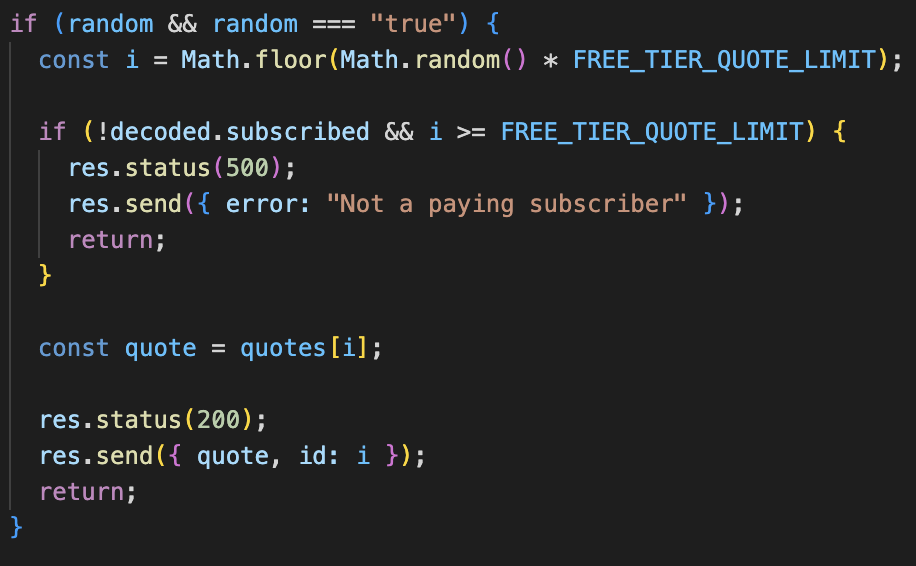 if (random && random === "true") {
const i = Math.floor(Math.random() * FREE_TIER_QUOTE_LIMIT);
if (!decoded.subscribed && i >= FREE_TIER_QUOTE_LIMIT) {
res.status(500);
res.send({ error: "Not a paying subscriber" });
return;
}
const quote = quotes[i];
res.status(200);
res.send({ quote, id: i });
return;
}